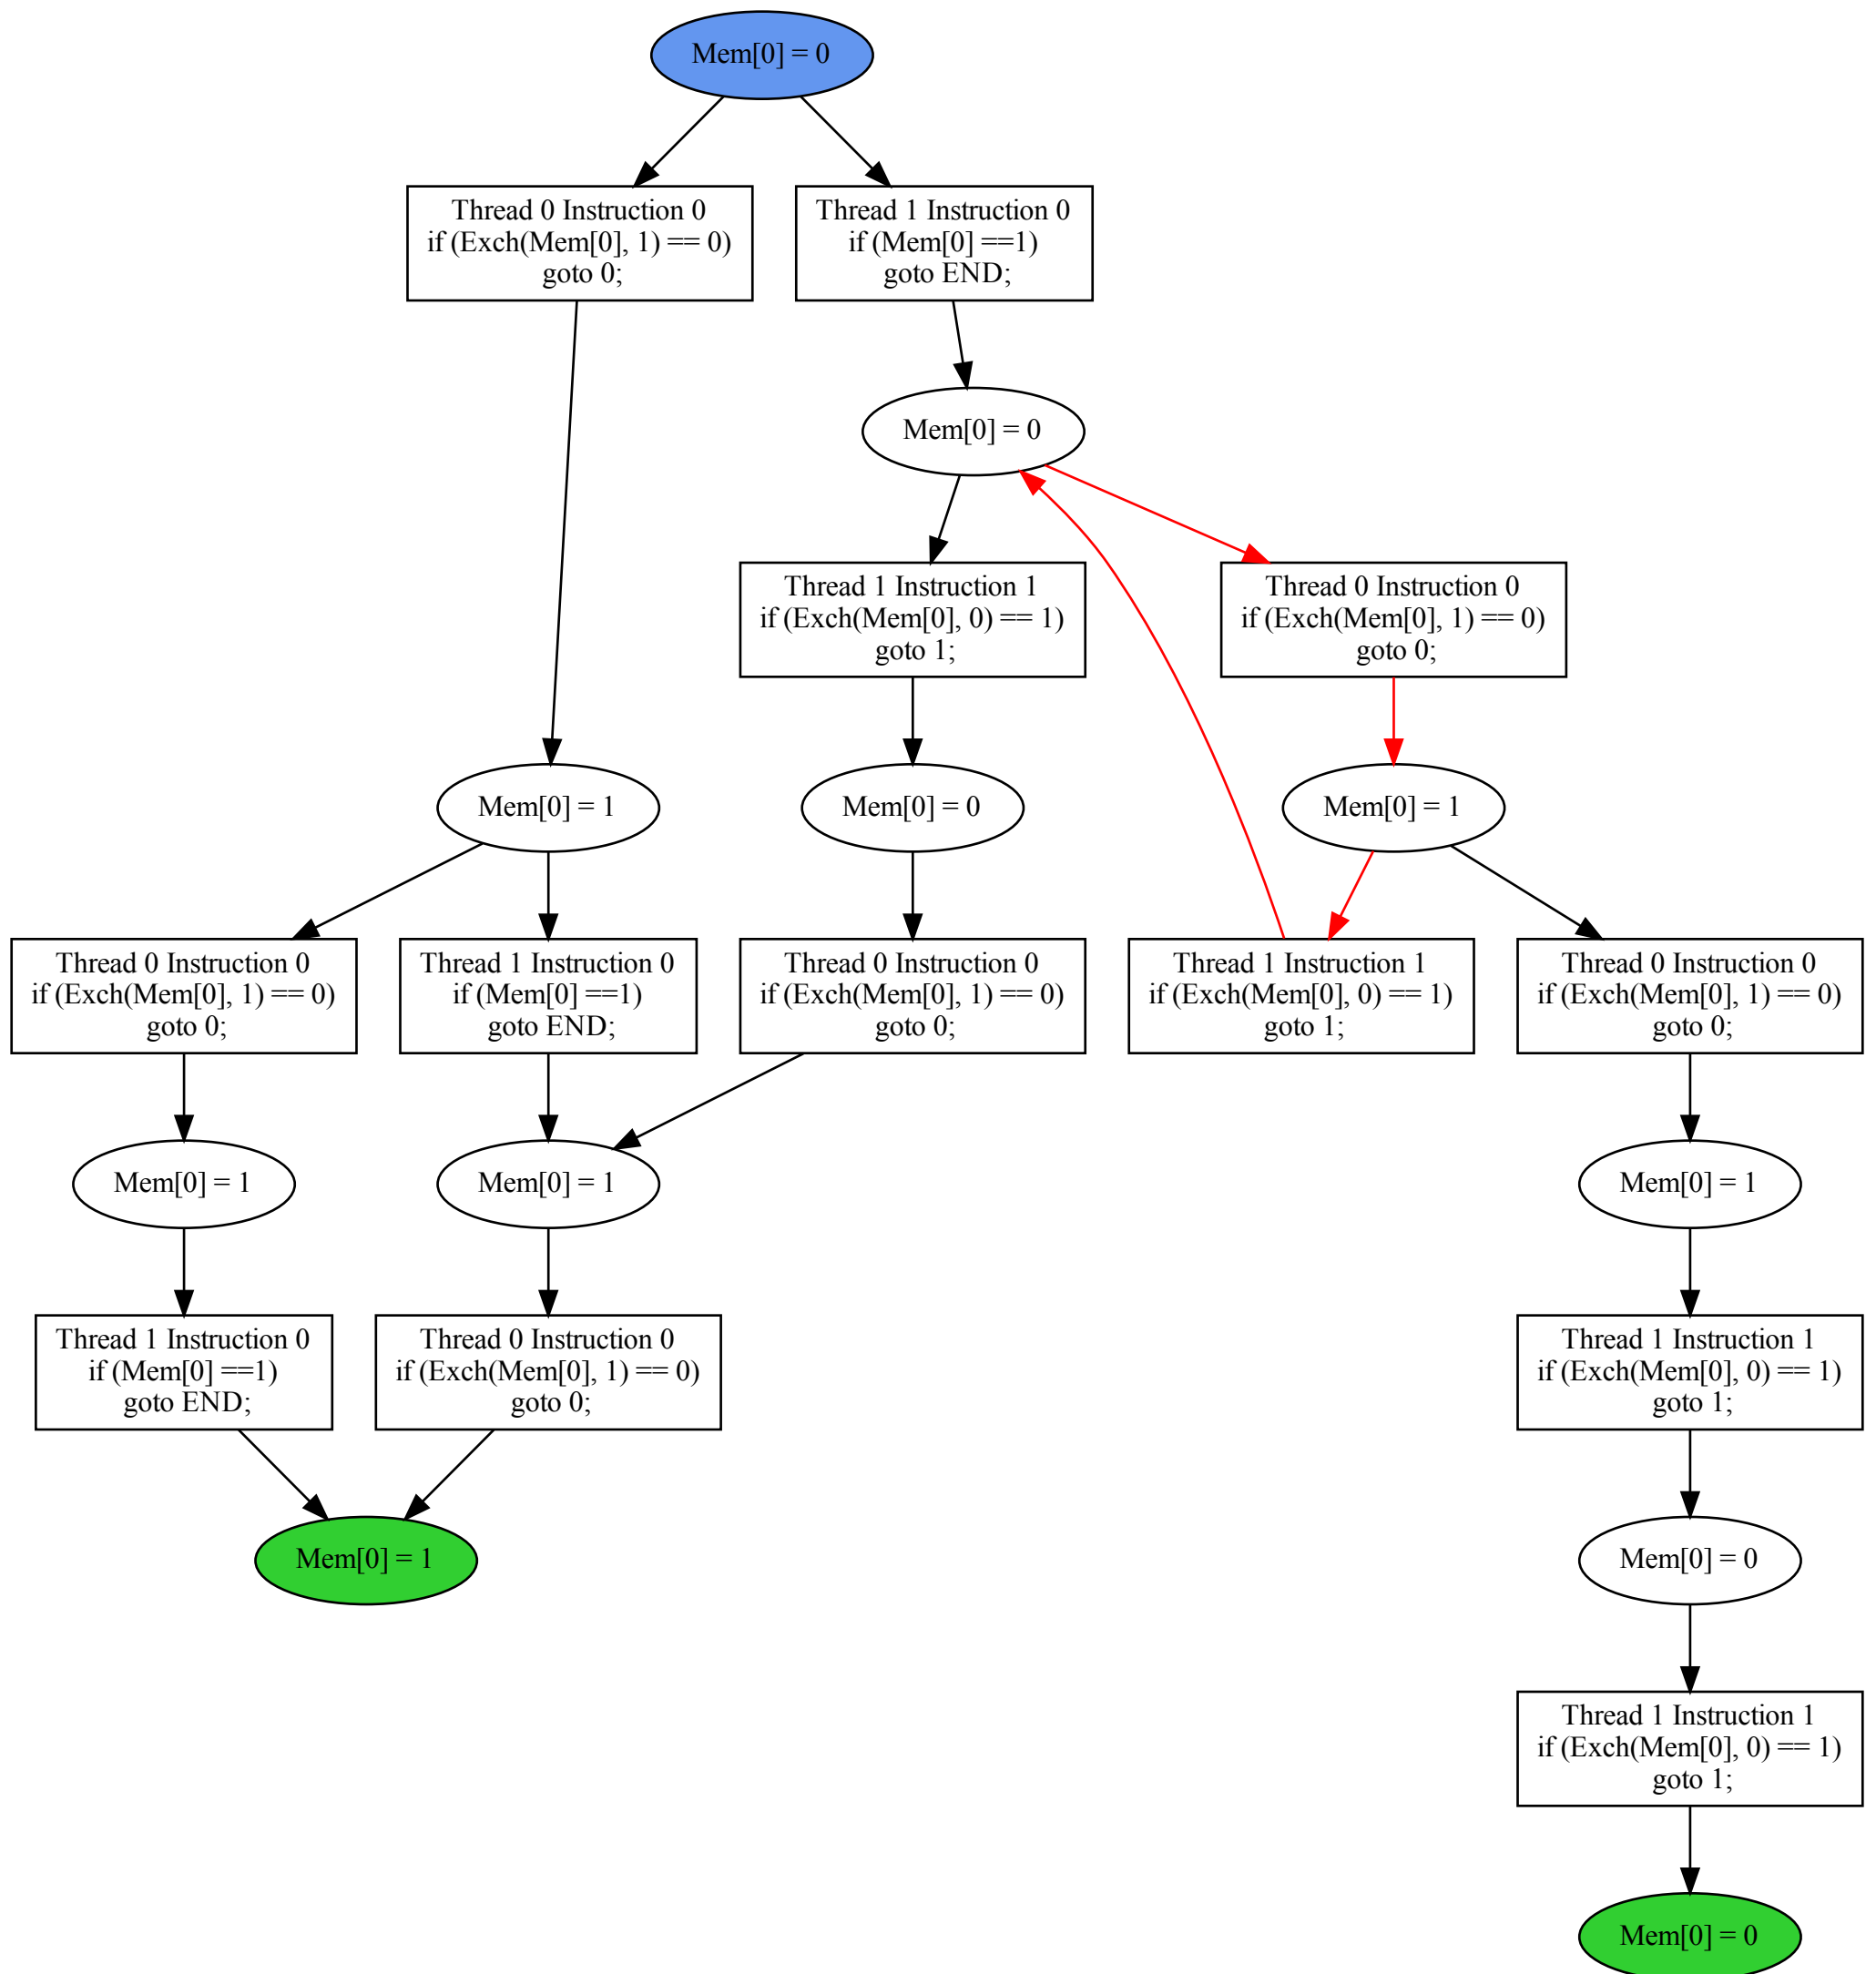 Mem[0] = 0
Thread 0 Instruction 0
if (Exch(Mem[0], 1) == 0)
goto 0;
Thread 1 Instruction 0
if (Mem[0] ==1)
goto END;
Mem[0] = 0
Thread 1 Instruction 1
if (Exch(Mem[0], 0) == 1)
goto 1;
Thread 0 Instruction 0
if (Exch(Mem[0], 1) == 0)
goto 0;
Mem[0] = 1
Mem[0] = 0
Mem[0] = 1
Thread 0 Instruction 0
if (Exch(Mem[0], 1) == 0)
goto 0;
Thread 1 Instruction 0
if (Mem[0] ==1)
goto END;
Thread 0 Instruction 0
if (Exch(Mem[0], 1) == 0)
goto 0;
Thread 1 Instruction 1
if (Exch(Mem[0], 0) == 1)
goto 1;
Thread 0 Instruction 0
if (Exch(Mem[0], 1) == 0)
goto 0;
Mem[0] = 1
Mem[0] = 1
Mem[0] = 1
Thread 1 Instruction 0
if (Mem[0] ==1)
goto END;
Thread 0 Instruction 0
if (Exch(Mem[0], 1) == 0)
goto 0;
Thread 1 Instruction 1
if (Exch(Mem[0], 0) == 1)
goto 1;
Mem[0] = 1
Mem[0] = 0
Thread 1 Instruction 1
if (Exch(Mem[0], 0) == 1)
goto 1;
Mem[0] = 0